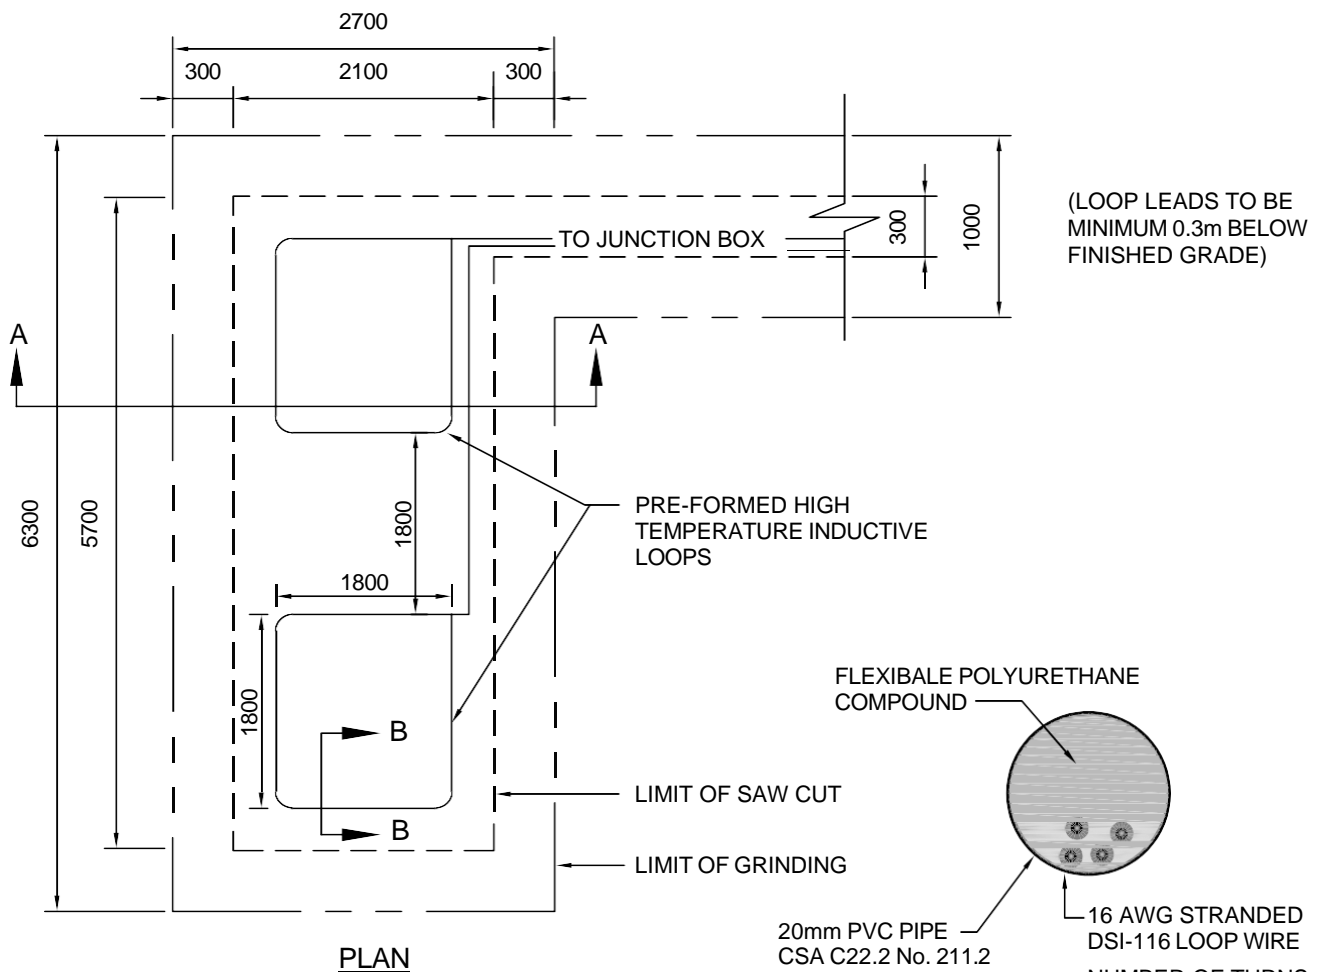 2700
300
2100
300
(LOOP LEADS TO BE
MINIMUM 0.3m BELOW
FINISHED GRADE)
300
1000
TO JUNCTION BOX
A
A
6300
5700
1800
PRE-FORMED HIGH
TEMPERATURE INDUCTIVE
LOOPS
1800
1800
B
B
FLEXIBALE POLYURETHANE
COMPOUND
LIMIT OF SAW CUT
LIMIT OF GRINDING
20mm PVC PIPE
CSA C22.2 No. 211.2
16 AWG STRANDED
DSI-116 LOOP WIRE
NUMBER OF TURNS
PLAN